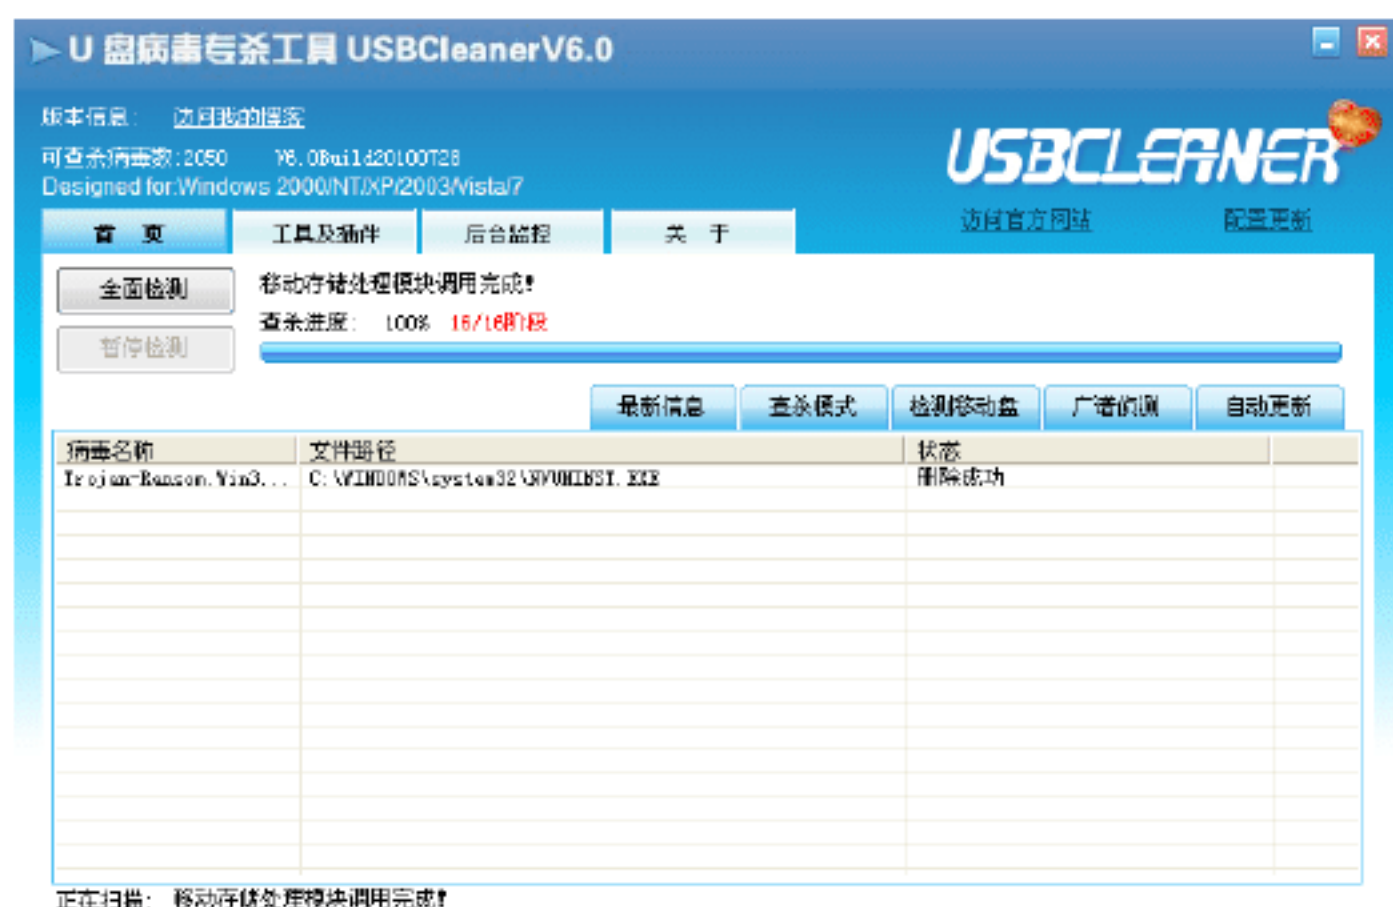 U 盘病毒专杀工具 USBCleanerV6.0
版本信息: 访问我的博客
可查杀病毒数:2050 V6.0Build20100728
Designed for:Windows 2000/NT/XP/2003/Vista/7
USBCLEANER
访问官方网站 配置更新
首 页 工具及插件 后台监控 关 于
全面检测 移动存储处理模块调用完成!
查杀进度: 100% 16/16阶段
暂停检测
最新信息 查杀模式 检测移动盘 广谱侦测 自动更新
病毒名称 文件路径 状态
Trojan-Ransom.Win3... C:\WINDOWS\system32\NVUNINST.EXE 删除成功
正在扫描: 移动存储处理模块调用完成!